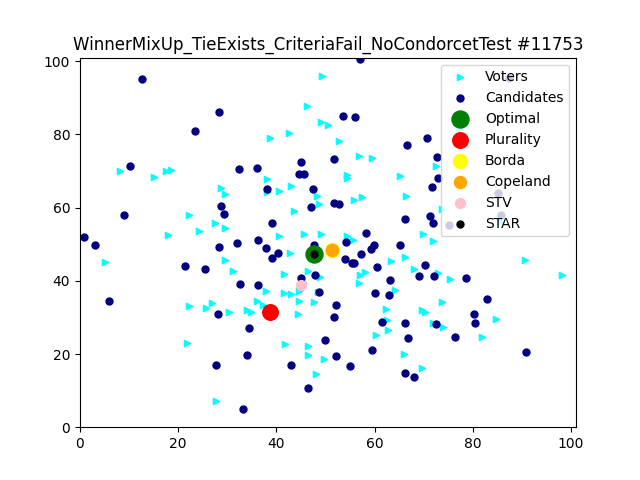 WinnerMixUp_TieExists_CriteriaFail_NoCondorcetTest #11753
100
80
60
40
20
0
0
20
40
60
80
100
Voters
Candidates
Optimal
Plurality
Borda
Copeland
STV
STAR